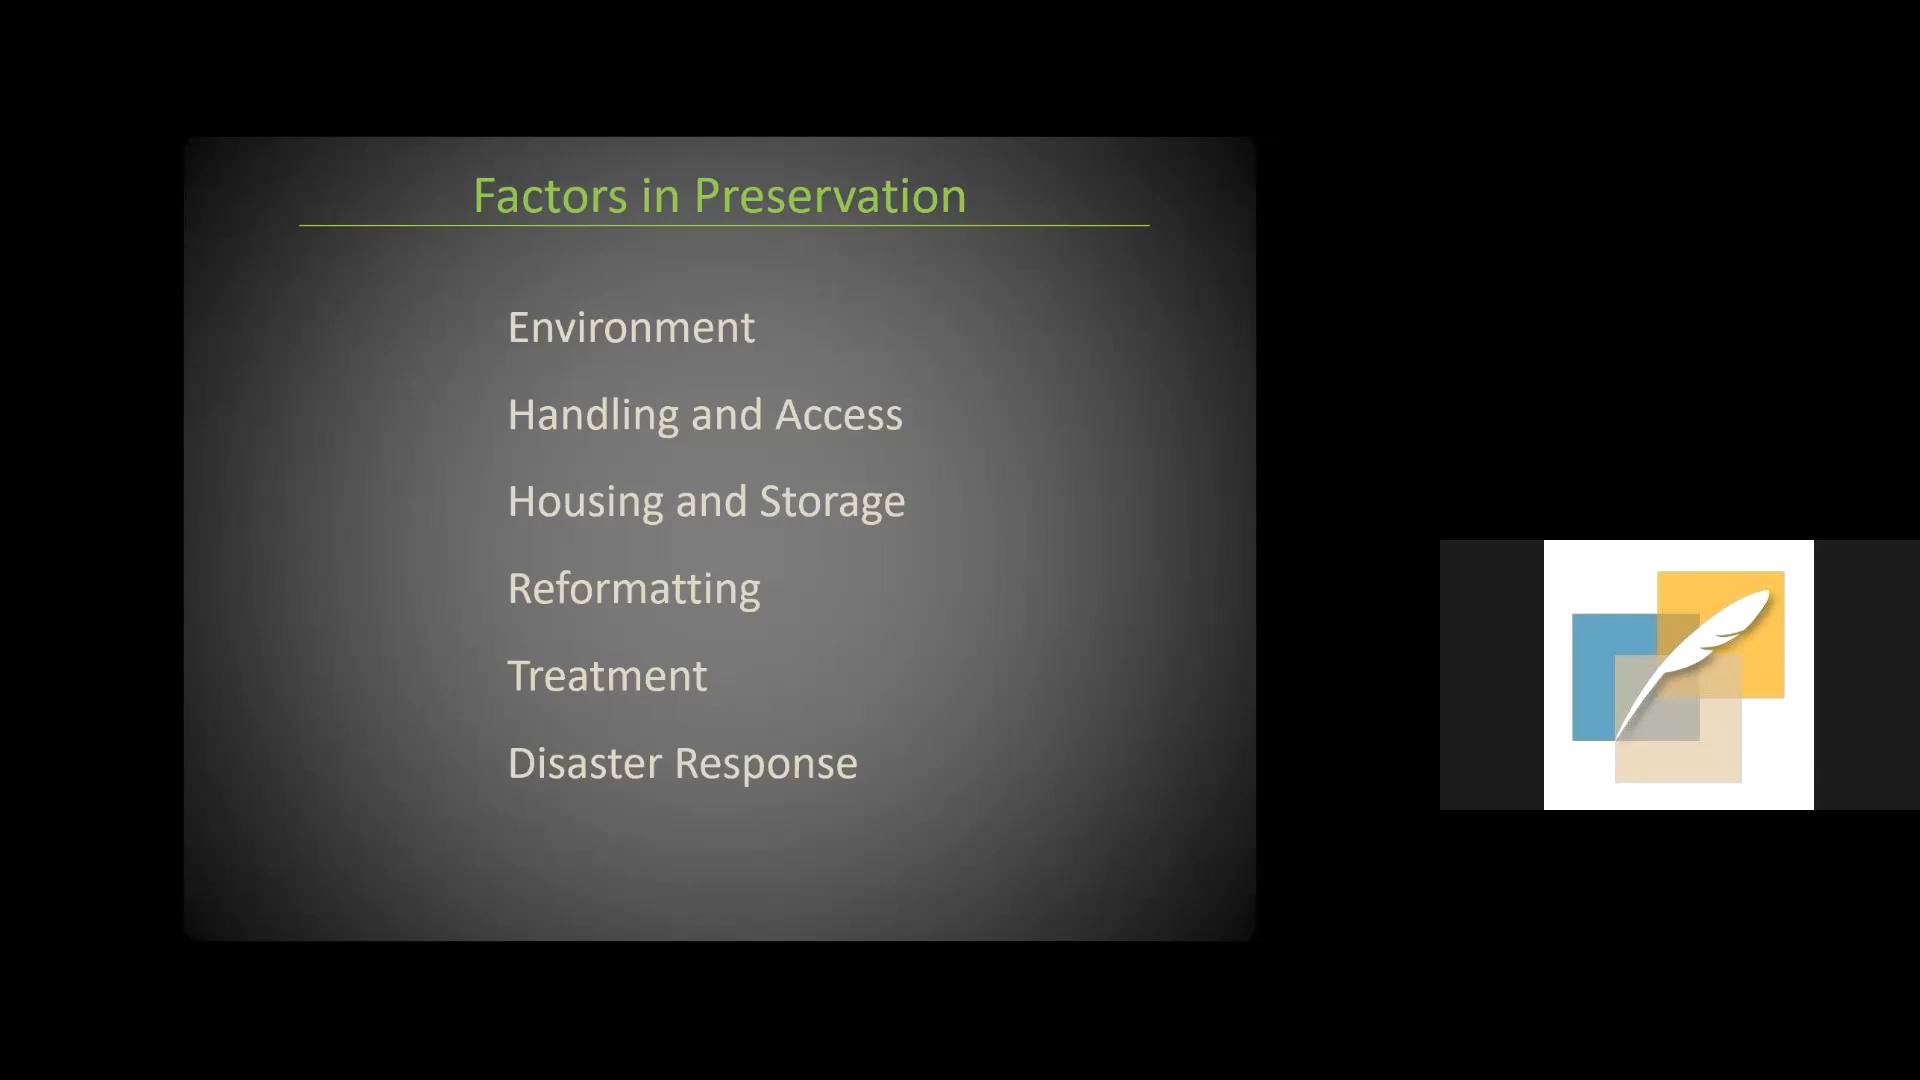 Factors in Preservation
Environment
Handling and Access
Housing and Storage
Reformatting
Treatment
Disaster Response